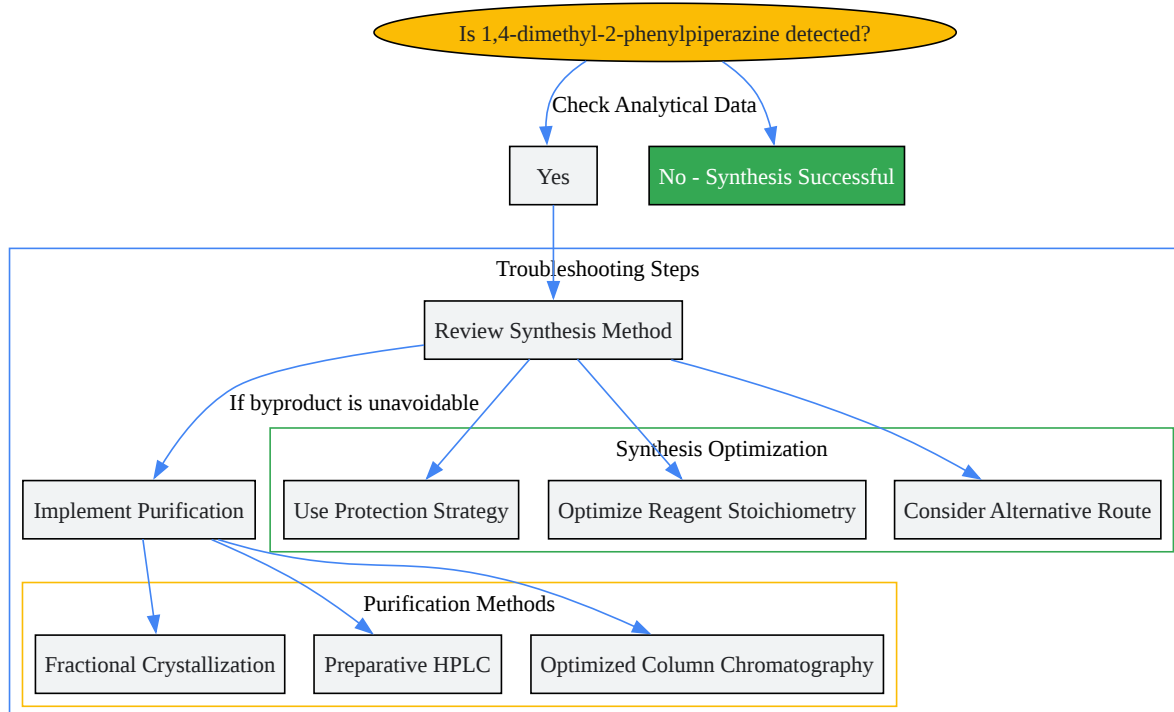 Is 1,4-dimethyl-2-phenylpiperazine detected?
Check Analytical Data
Yes
No - Synthesis Successful
Troubleshooting Steps
Review Synthesis Method
If byproduct is unavoidable
Synthesis Optimization
Implement Purification
Use Protection Strategy
Optimize Reagent Stoichiometry
Consider Alternative Route
Purification Methods
Fractional Crystallization
Preparative HPLC
Optimized Column Chromatography